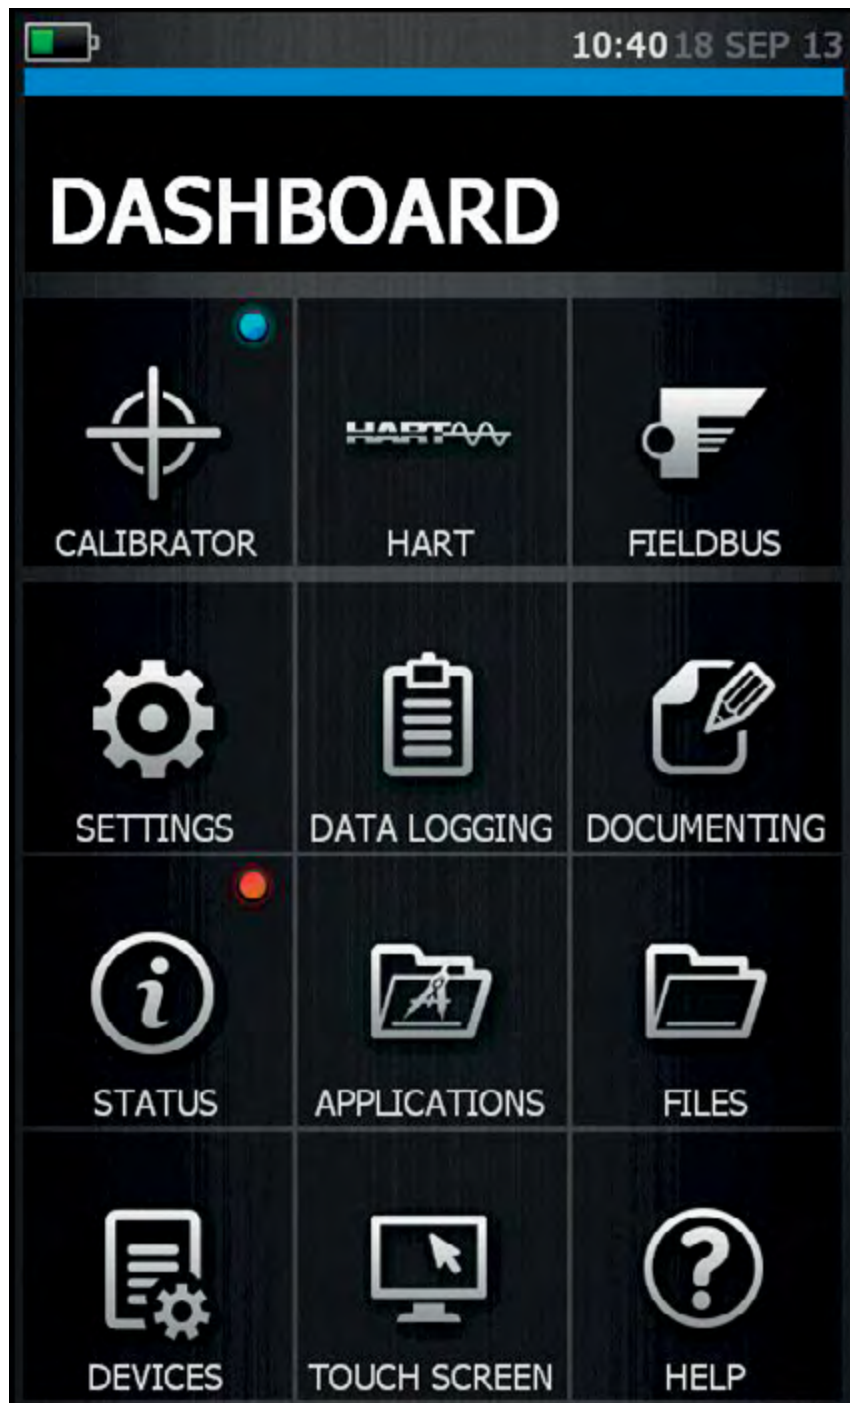 10:40 18 SEP 13
DASHBOARD
HART
CALIBRATOR HART FIELDBUS
SETTINGS DATA LOGGING DOCUMENTING
i
STATUS APPLICATIONS FILES
?
DEVICES TOUCH SCREEN HELP